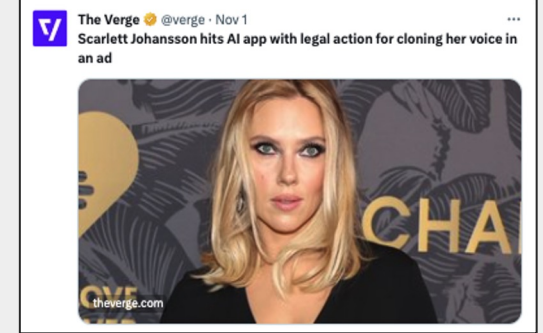 The Verge @verge · Nov 1
Scarlett Johansson hits AI app with legal action for cloning her voice in
an ad
CHA
theverge.com